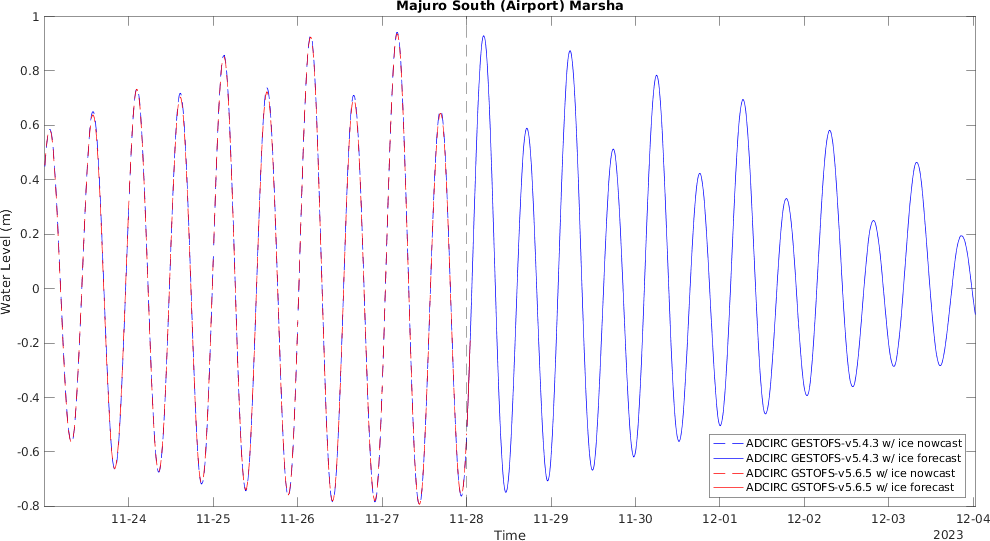 Majuro South (Airport) Marsha
Water Level (m)
1
0.8
0.6
0.4
0.2
0
-0.2
-0.4
-0.6
-0.8
ADCIRC GESTOFS-v5.4.3 w/ ice nowcast
ADCIRC GESTOFS-v5.4.3 w/ ice forecast
ADCIRC GSTOFS-v5.6.5 w/ ice nowcast
ADCIRC GSTOFS-v5.6.5 w/ ice forecast
11-24 11-25 11-26 11-27 11-28 11-29 11-30 12-01 12-02 12-03 12-04
Time
2023